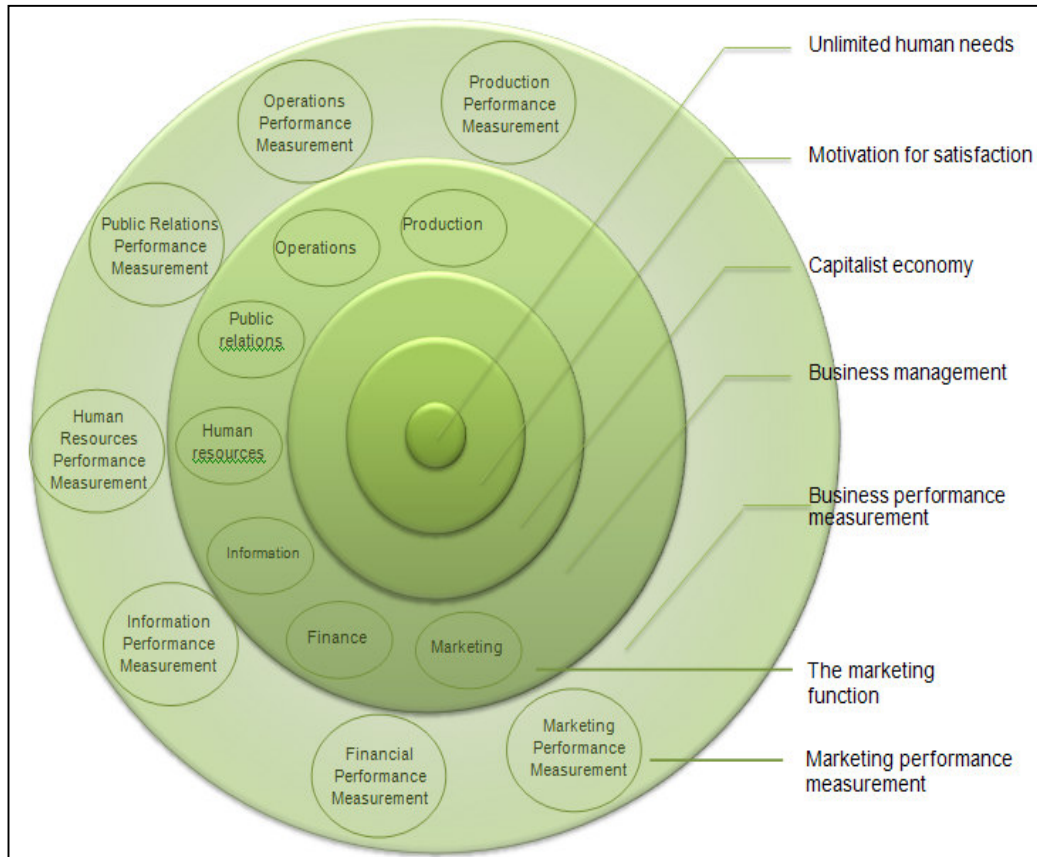 Unlimited human needs
Motivation for satisfaction
Capitalist economy
Business management
Business performance
measurement
The marketing
function
Marketing performance
measurement
Production
Performance
Measurement
Operations
Performance
Measurement
Public Relations
Performance
Measurement
Human
Resources
Performance
Measurement
Information
Performance
Measurement
Financial
Performance
Measurement
Marketing
Performance
Measurement
Production
Operations
Public
relations
Human
resources
Information
Finance
Marketing